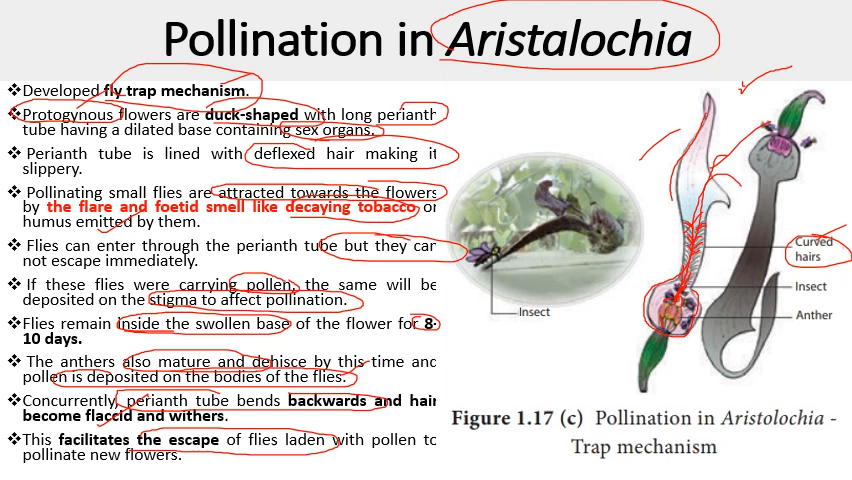 Pollination in Aristalochia
❖Developed fly trap mechanism.
❖Protogynous flowers are duck-shaped with long perianth
tube having a dilated base containing sex organs.
❖ Perianth tube is lined with deflexed hair making it
slippery.
❖ Pollinating small flies are attracted towards the flowers
by the flare and foetid smell like decaying tobacco or
humus emitted by them.
❖ Flies can enter through the perianth tube but they can
not escape immediately.
❖ If these flies were carrying pollen, the same will be
deposited on the stigma to affect pollination.
❖Flies remain inside the swollen base of the flower for 8-
10 days.
❖ The anthers also mature and dehisce by this time and
pollen is deposited on the bodies of the flies.
❖Concurrently, perianth tube bends backwards and hair
become flaccid and withers.
❖This facilitates the escape of flies laden with pollen to
pollinate new flowers.
Insect
Curved
hairs
Insect
Anther
Figure 1.17 (c) Pollination in Aristolochia -
Trap mechanism